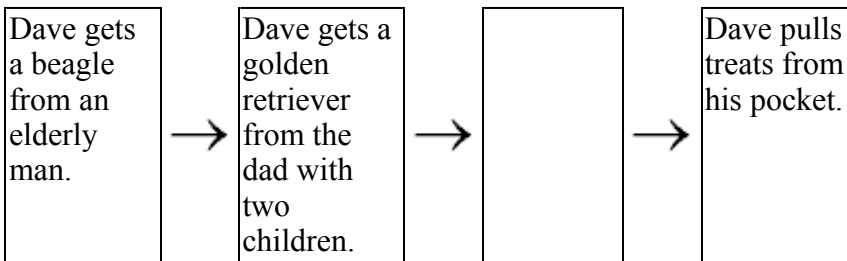 Dave gets
a beagle
from an
elderly
man.
Dave gets a
golden
retriever
from the
dad with
two
children.
Dave pulls
treats from
his pocket.